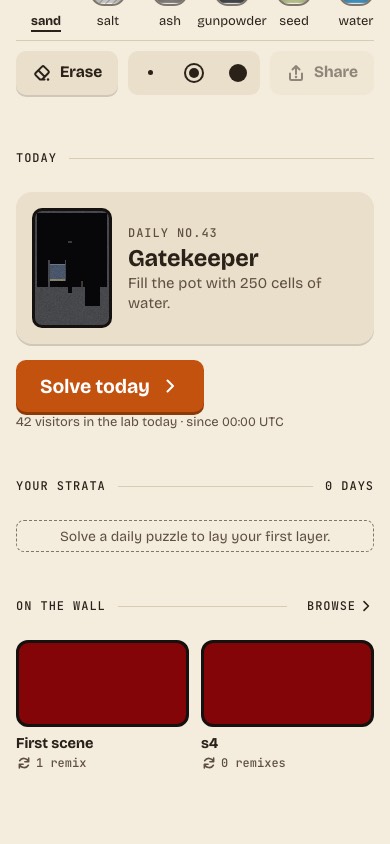 sand salt ash gunpowder seed water
Erase Share
TODAY
DAILY NO.43
Gatekeeper
Fill the pot with 250 cells of
water.
Solve today
42 visitors in the lab today · since 00:00 UTC
YOUR STRATA 0 DAYS
Solve a daily puzzle to lay your first layer.
ON THE WALL BROWSE
First scene s4
1 remix 0 remixes